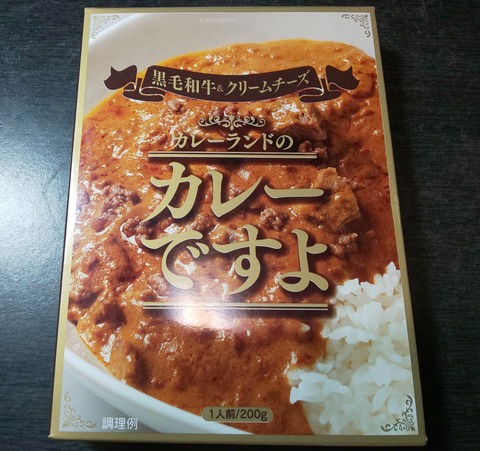 黒毛和牛&クリームチーズ
カレーランドの
カレー
ですよ
1人前/200g
調理例